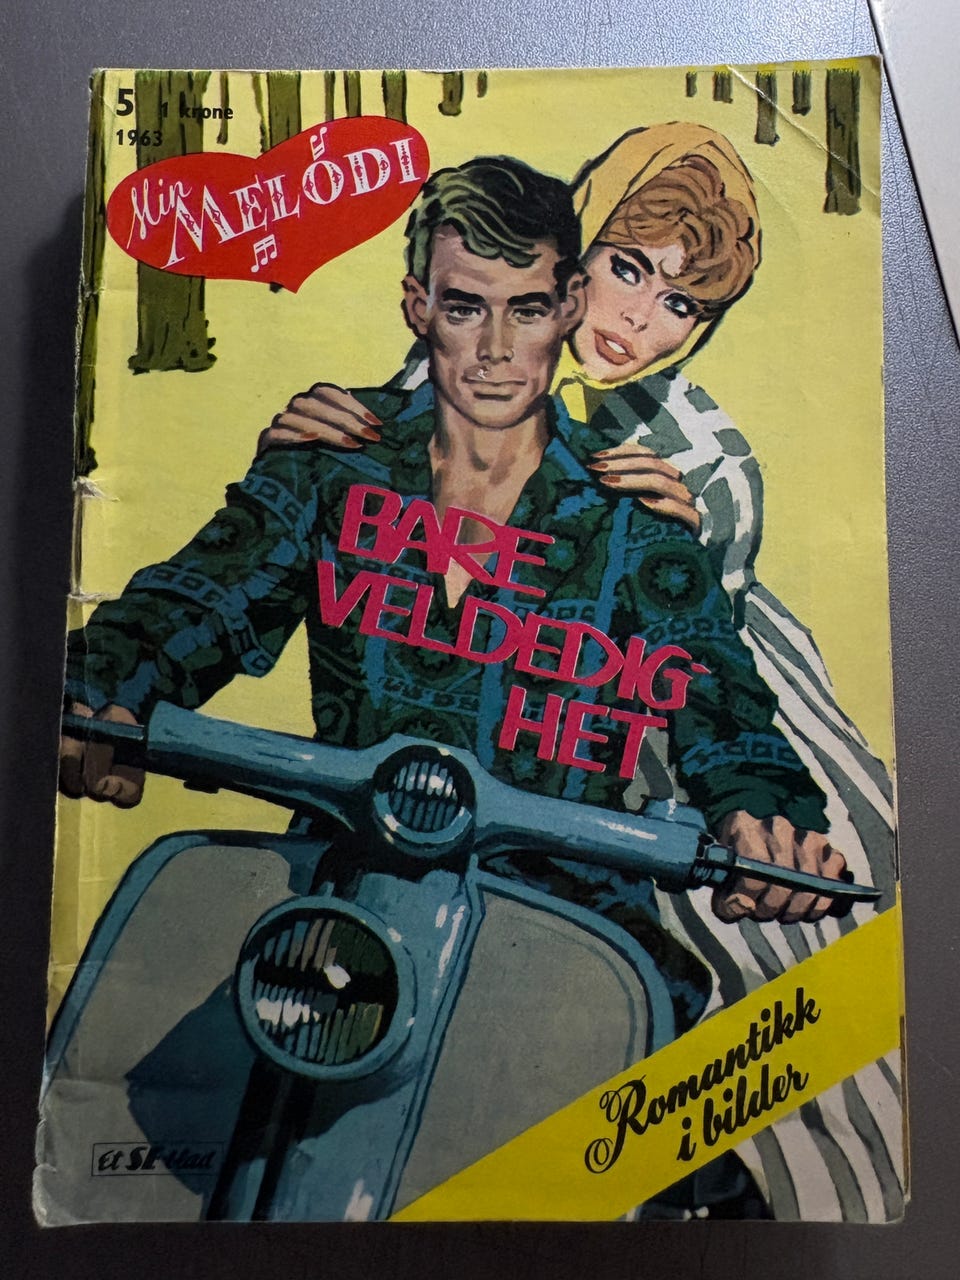 5 1 krone
1963
Min
MELODI
BARE
VELDEDIG-
HET
Romantikk
i bilder
Et SE-blad